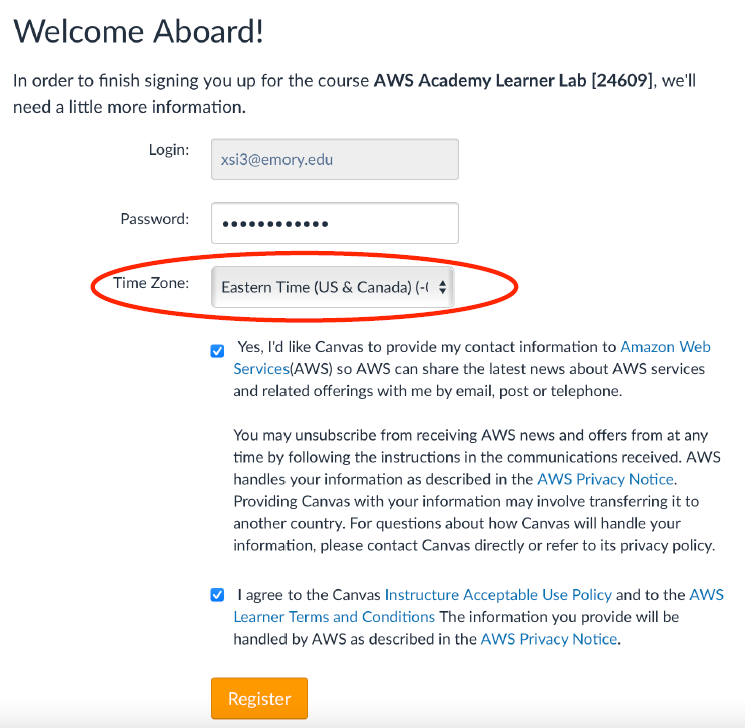 Welcome Aboard!
In order to finish signing you up for the course AWS Academy Learner Lab [24609], we'll
need a little more information.
Login:
xsi3@emory.edu
Password:
••••••••••••
Time Zone:
Eastern Time (US & Canada) (-(
Yes, I'd like Canvas to provide my contact information to Amazon Web
Services(AWS) so AWS can share the latest news about AWS services
and related offerings with me by email, post or telephone.
You may unsubscribe from receiving AWS news and offers from at any
time by following the instructions in the communications received. AWS
handles your information as described in the AWS Privacy Notice.
Providing Canvas with your information may involve transferring it to
another country. For questions about how Canvas will handle your
information, please contact Canvas directly or refer to its privacy policy.
I agree to the Canvas Instructure Acceptable Use Policy and to the AWS
Learner Terms and Conditions The information you provide will be
handled by AWS as described in the AWS Privacy Notice.
Register